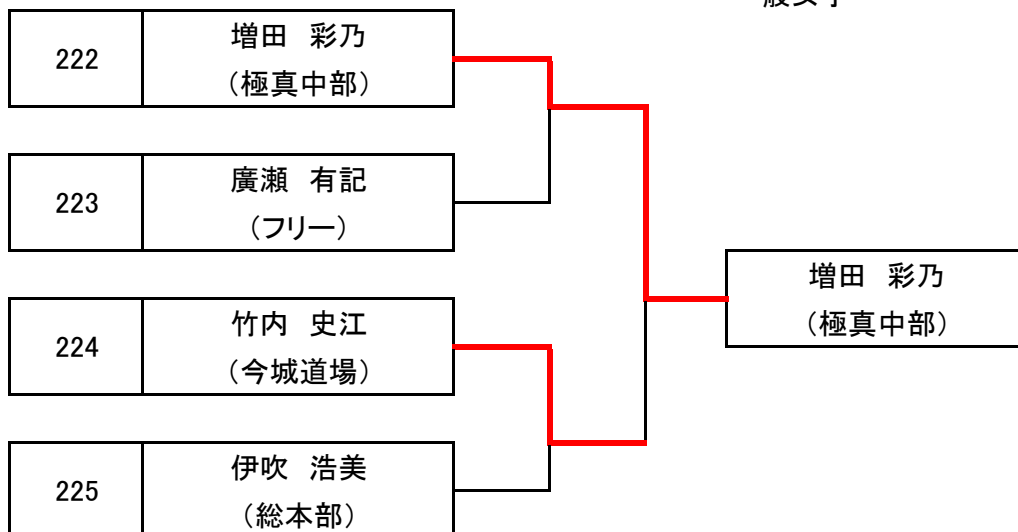 222
増田　彩乃
（極真中部）
223
廣瀬　有記
（フリー）
224
竹内　史江
（今城道場）
225
伊吹　浩美
（総本部）
増田　彩乃
（極真中部）